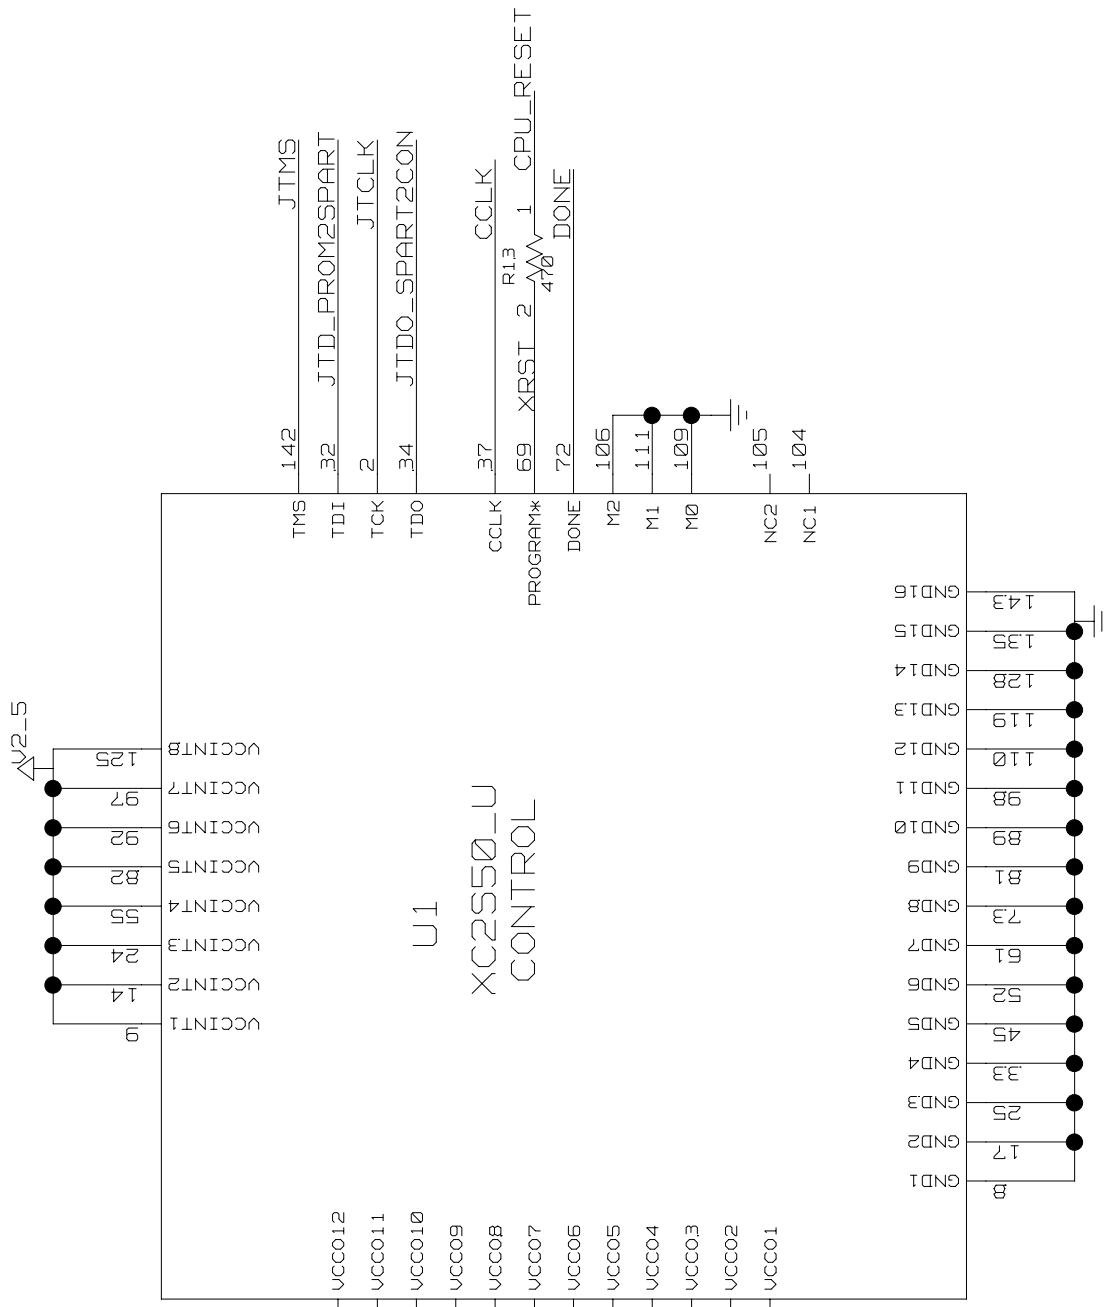 JTMS
142
TMS
JTD_PROM2SPART
32
TDI
JTCLK
2
TCK
JTDO_SPART2CON
34
TDO
CCLK
37
CCLK
CPU_RESET
1
R13
470
2
XRST
69
PROGRAM*
DONE
72
DONE
106
M2
111
M1
109
M0
105
NC2
104
NC1
V2_5
125
VCCINT8
97
VCCINT7
92
VCCINT6
82
VCCINT5
55
VCCINT4
24
VCCINT3
14
VCCINT2
9
VCCINT1
U1
XC2S50_U
CONTROL
GND16
143
GND15
135
GND14
128
GND13
119
GND12
110
GND11
98
GND10
89
GND9
81
GND8
73
GND7
61
GND6
52
GND5
45
GND4
33
GND3
25
GND2
17
GND1
8
VCCO12
VCCO11
VCCO10
VCCO9
VCCO8
VCCO7
VCCO6
VCCO5
VCCO4
VCCO3
VCCO2
VCCO1